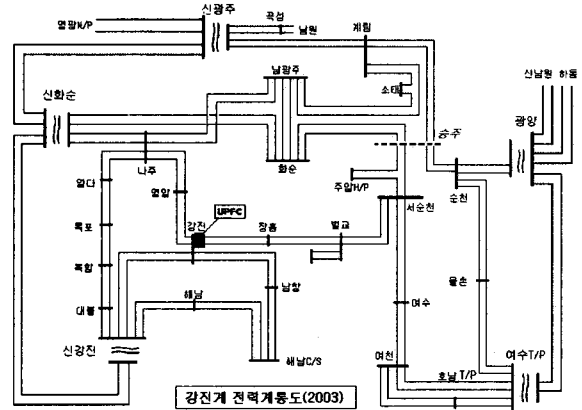 신광주
영광N/P
곡성
남원
계림
신남원 하동
남광주
소태
신화순
광양
승주
나주
화순
주암H/P
순천
일다
영암
UPFC
서순천
강진
장흥
벌교
목포
복항
남창
해남
율촌
여수
대불
신강진
여천
여수T/P
해남C/S
호남T/P
강진계 전력계통도(2003)